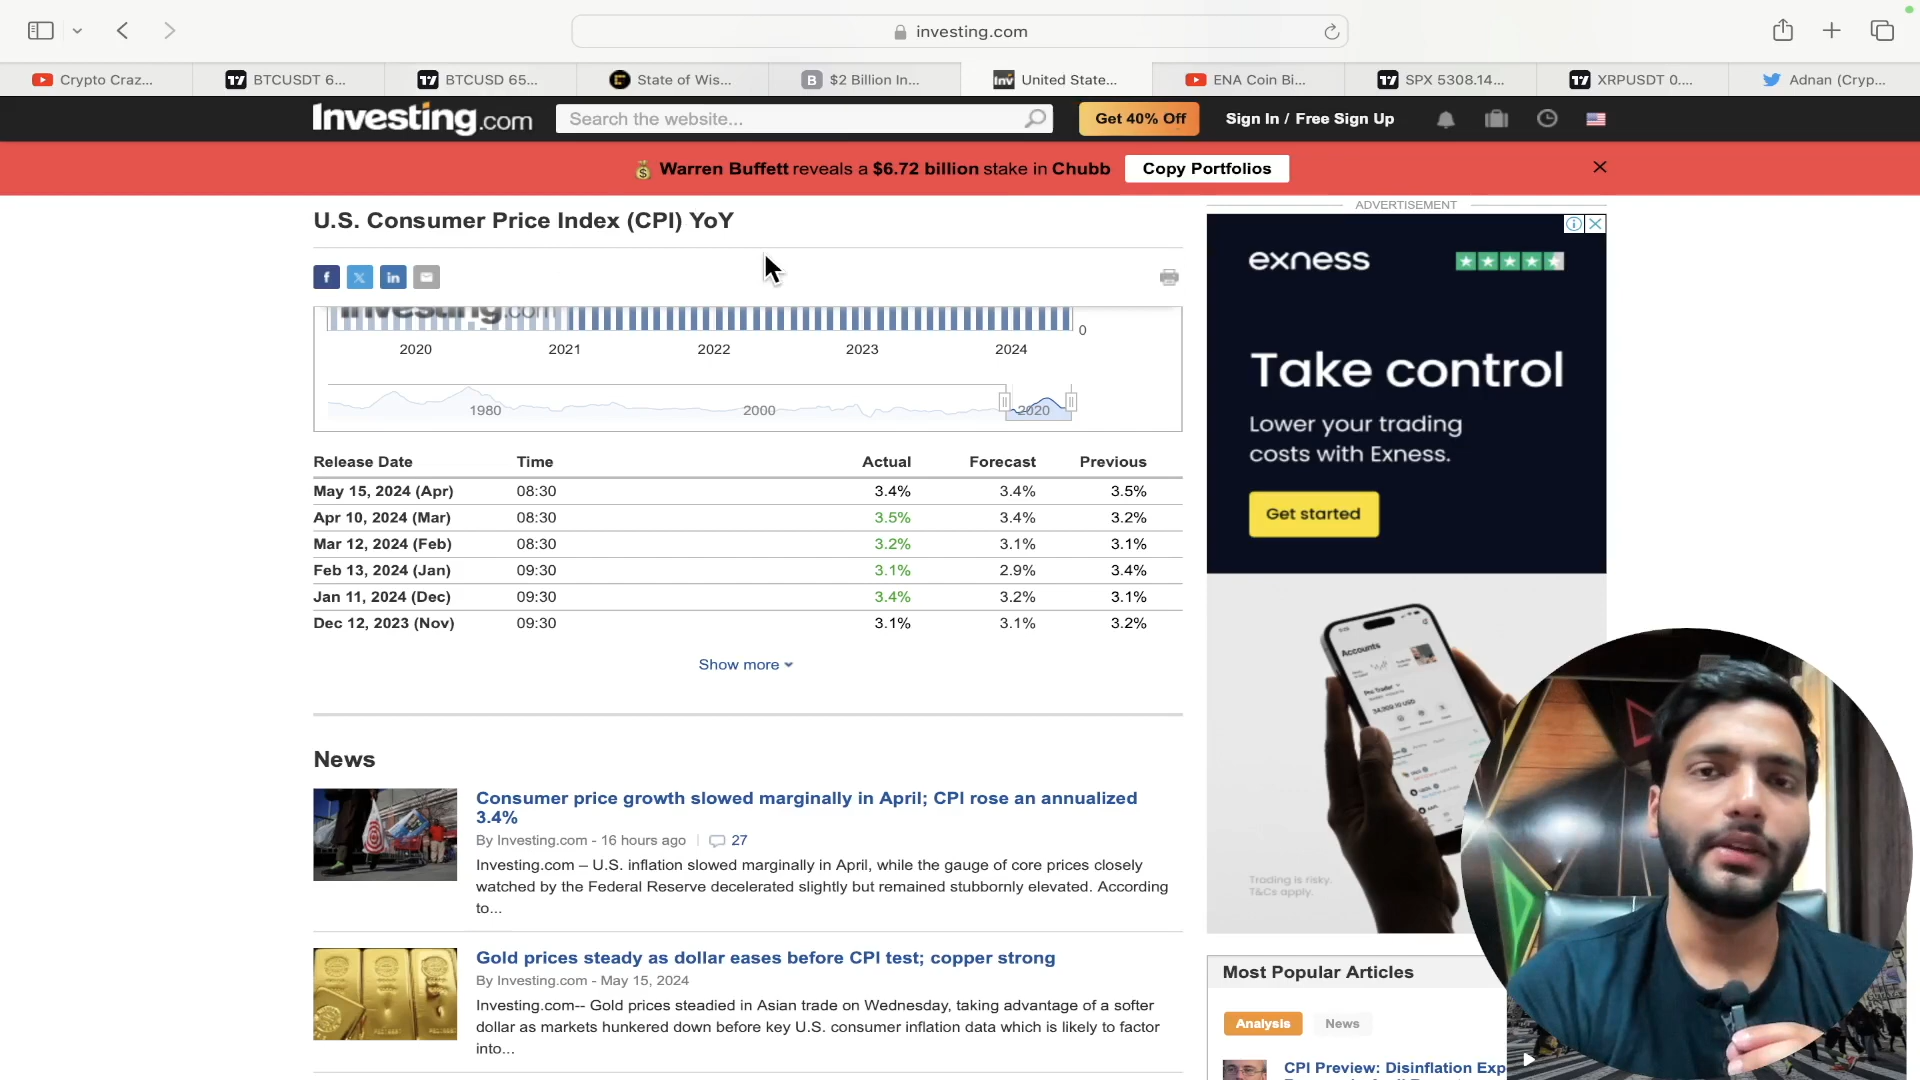 investing.com
Crypto Craz...
BTCUSDT 6...
BTCUSD 65...
State of Wis...
B
$2 Billion In...
Inv
United State...
ENA Coin Bi...
SPX 5308.14...
XRPUSDT 0....
Adnan (Cryp...
Investing.com
Search the website...
Get 40% Off
Sign In / Free Sign Up
Warren Buffett reveals a $6.72 billion stake in Chubb
Copy Portfolios
ADVERTISEMENT
U.S. Consumer Price Index (CPI) YoY
Investing.com
0
2020 2021 2022 2023 2024
1980 2000 2020
Release Date Time Actual Forecast Previous
May 15, 2024 (Apr) 08:30 3.4% 3.4% 3.5%
Apr 10, 2024 (Mar) 08:30 3.5% 3.4% 3.2%
Mar 12, 2024 (Feb) 08:30 3.2% 3.1% 3.1%
Feb 13, 2024 (Jan) 09:30 3.1% 2.9% 3.4%
Jan 11, 2024 (Dec) 09:30 3.4% 3.2% 3.1%
Dec 12, 2023 (Nov) 09:30 3.1% 3.1% 3.2%
Show more
News
Consumer price growth slowed marginally in April; CPI rose an annualized
3.4%
By Investing.com - 16 hours ago | 27
Investing.com – U.S. inflation slowed marginally in April, while the gauge of core prices closely
watched by the Federal Reserve decelerated slightly but remained stubbornly elevated. According
to...
Gold prices steady as dollar eases before CPI test; copper strong
By Investing.com - May 15, 2024
Investing.com-- Gold prices steadied in Asian trade on Wednesday, taking advantage of a softer
dollar as markets hunkered down before key U.S. consumer inflation data which is likely to factor
into...
exness
Take control
Lower your trading
costs with Exness.
Get started
Accounts
Pro Trader
Trading is risky.
T&Cs apply.
Most Popular Articles
Analysis
News
CPI Preview: Disinflation Exp